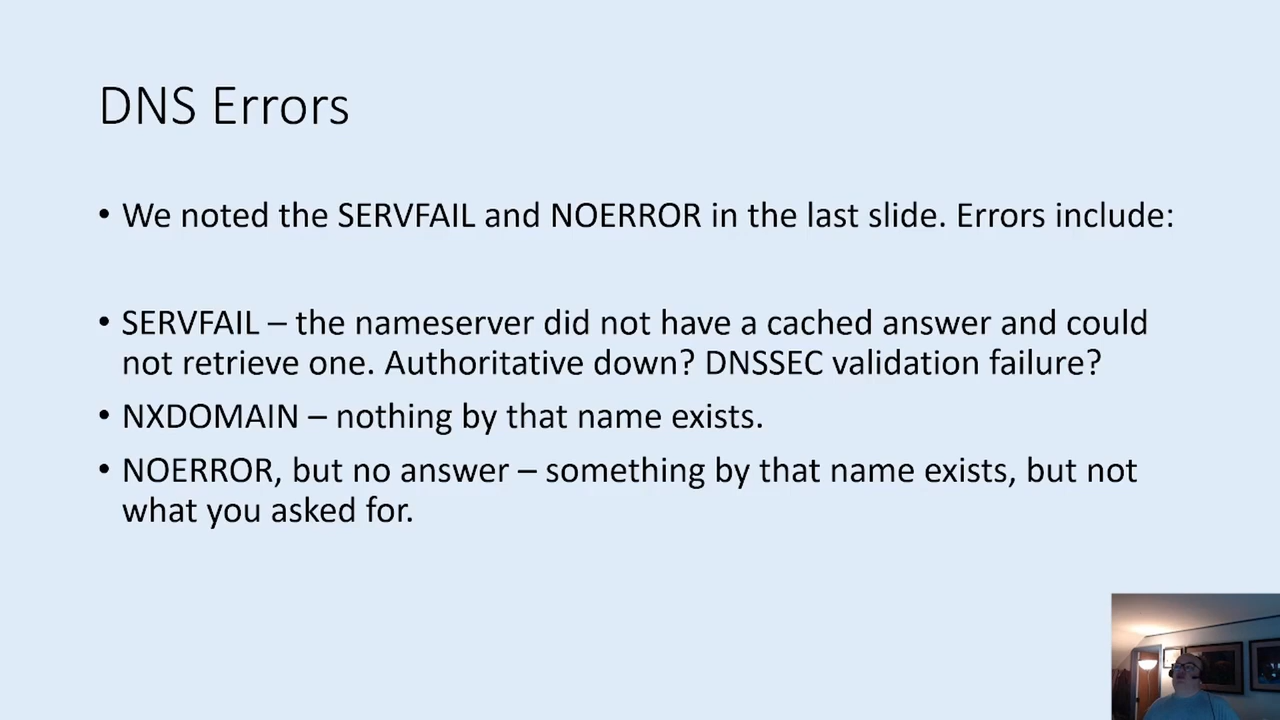 DNS Errors
• We noted the SERVFAIL and NOERROR in the last slide. Errors include:
• SERVFAIL – the nameserver did not have a cached answer and could
not retrieve one. Authoritative down? DNSSEC validation failure?
• NXDOMAIN – nothing by that name exists.
• NOERROR, but no answer – something by that name exists, but not
what you asked for.